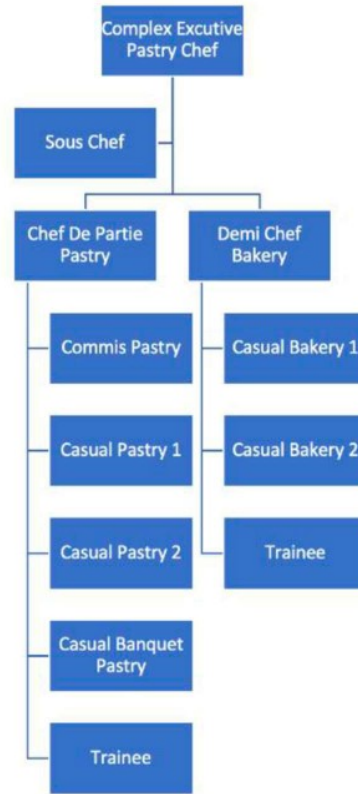 Complex Excutive
Pastry Chef
Sous Chef
Chef De Partie
Pastry
Demi Chef
Bakery
Commis Pastry
Casual Bakery 1
Casual Pastry 1
Casual Bakery 2
Casual Pastry 2
Trainee
Casual Banquet
Pastry
Trainee